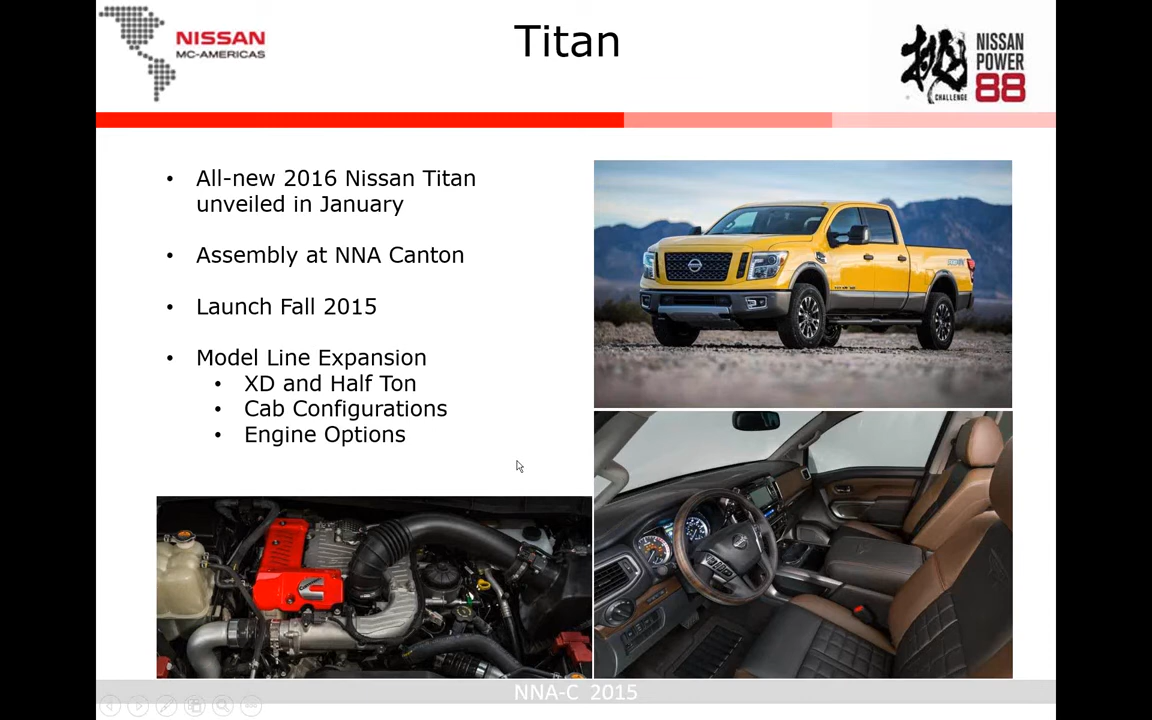 NISSAN
MC-AMERICAS
Titan
挑
CHALLENGE
NISSAN
POWER
88
• All-new 2016 Nissan Titan
unveiled in January
• Assembly at NNA Canton
• Launch Fall 2015
• Model Line Expansion
• XD and Half Ton
• Cab Configurations
• Engine Options
NNA-C 2015